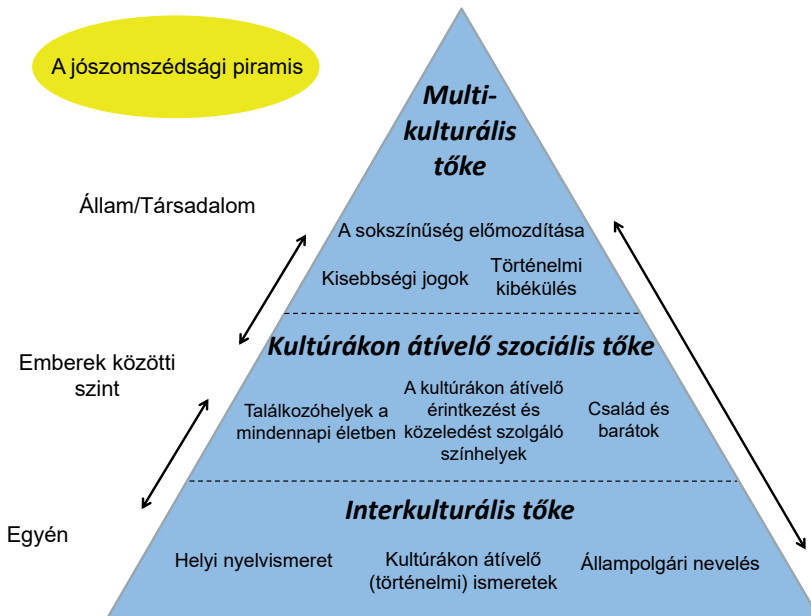 A jószomszédsági piramis
Multi-
kulturális
tőke
Állam/Társadalom
A sokszínűség előmozdítása
Kisebbségi jogok
Történelmi
kibékülés
Kultúrákon átívelő szociális tőke
Emberek közötti
szint
Találkozóhelyek a
mindennapi életben
A kultúrákon átívelő
érintkezést és
közeledést szolgáló
színhelyek
Család és
barátok
Interkulturális tőke
Egyén
Helyi nyelvismeret
Kultúrákon átívelő
(történelmi) ismeretek
Állampolgári nevelés